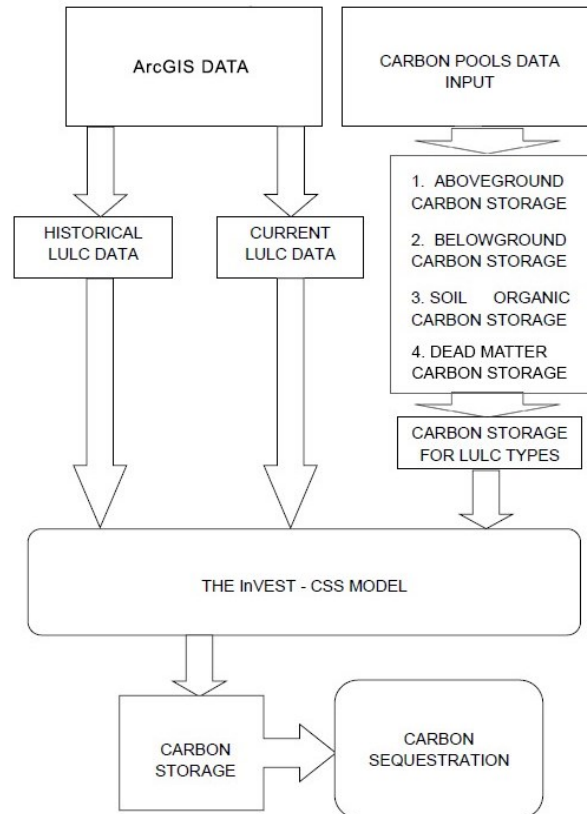 ArcGIS DATA
CARBON POOLS DATA
INPUT
HISTORICAL
LULC DATA
CURRENT
LULC DATA
1. ABOVEGROUND
CARBON STORAGE
2. BELOWGROUND
CARBON STORAGE
3. SOIL ORGANIC
CARBON STORAGE
4. DEAD MATTER
CARBON STORAGE
CARBON STORAGE
FOR LULC TYPES
THE InVEST - CSS MODEL
CARBON
STORAGE
CARBON
SEQUESTRATION